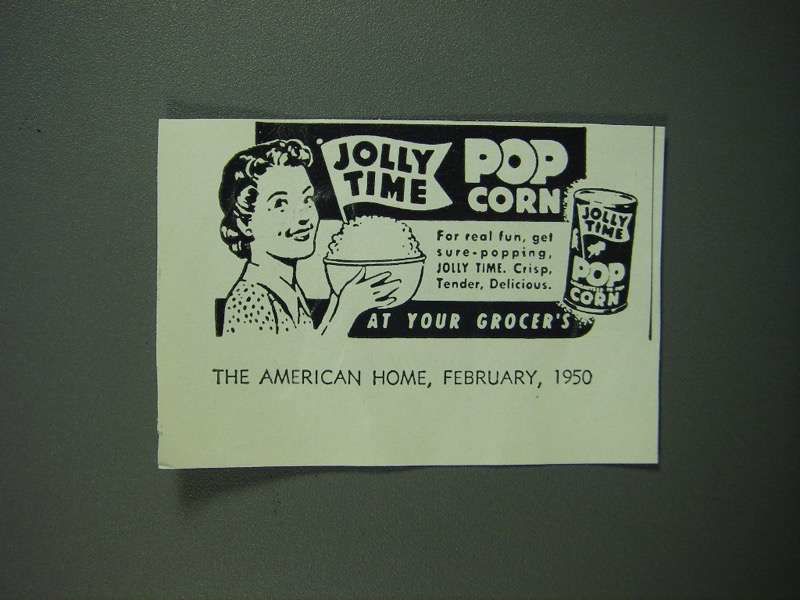 JOLLY TIME
POP CORN
For real fun, get
sure-popping,
JOLLY TIME. Crisp,
Tender, Delicious.
JOLLY
TIME
POP
CORN
AT YOUR GROCER'S
THE AMERICAN HOME, FEBRUARY, 1950